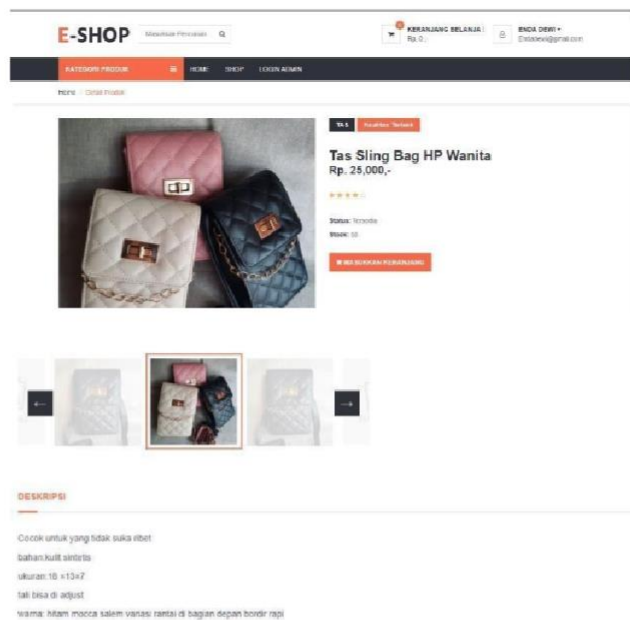 E-SHOP
KERANJANG BELANJA
Rp. 0,-
ENDA DEWI
KATEGORI PRODUK HOME SHOP LOGIN ADMIN
Home
TAS
Tas Sling Bag HP Wanita
Rp. 25,000,-
Status: Tersedia
Stock:
MASUKKAN KERANJANG
DESKRIPSI
Cocok untuk yang tidak suka ribet
bahan:kulit sintetis
ukuran:18 ×13×7
tali bisa di adjust
warna: hitam mocca salem variasi rantai di bagian depan bordir rapi